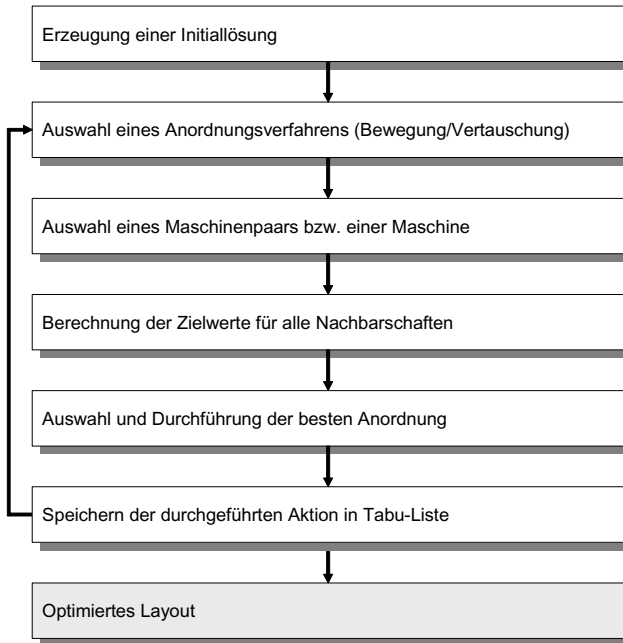 Erzeugung einer Initiallösung
Auswahl eines Anordnungsverfahrens (Bewegung/Vertauschung)
Auswahl eines Maschinenpaars bzw. einer Maschine
Berechnung der Zielwerte für alle Nachbarschaften
Auswahl und Durchführung der besten Anordnung
Speichern der durchgeführten Aktion in Tabu-Liste
Optimiertes Layout